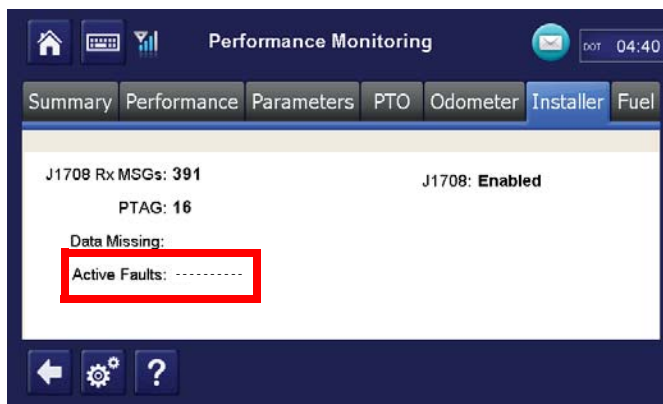 Performance Monitoring DOT 04:40
Summary Performance Parameters PTO Odometer Installer Fuel
J1708 Rx MSGs: 391 J1708: Enabled
PTAG: 16
Data Missing:
Active Faults: ----------
?